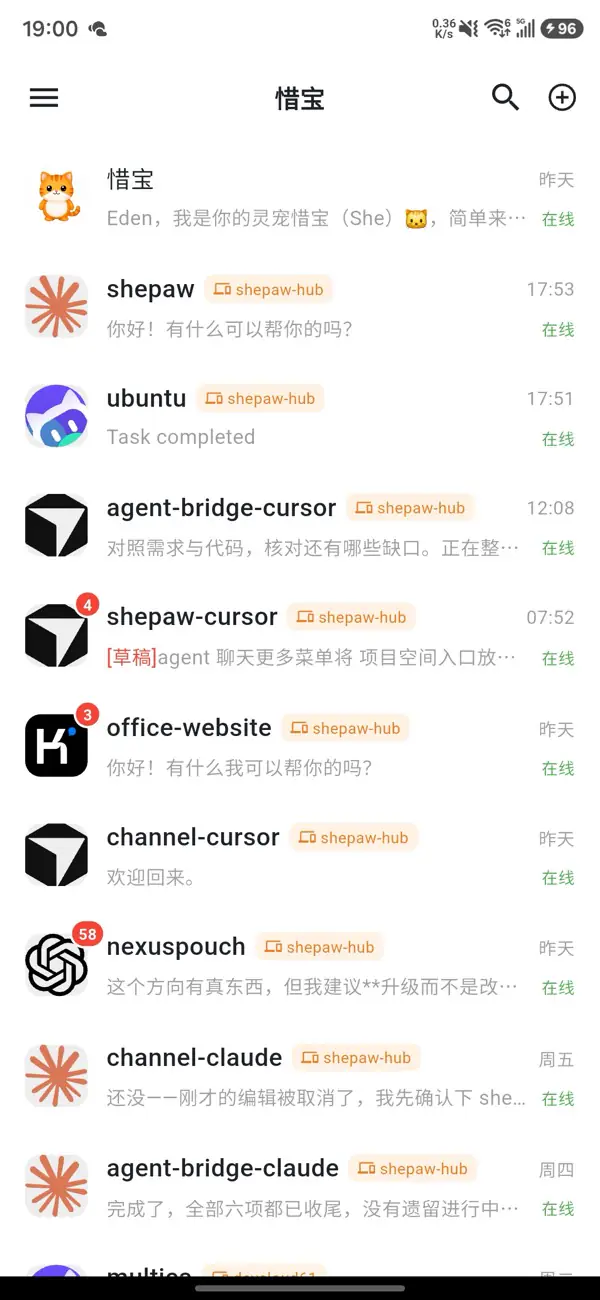 19:00
0.36 K/s
6
5G
96
惜宝
惜宝
昨天
Eden，我是你的灵宠惜宝（She）🐱，简单来…
在线
shepaw
shepaw-hub
17:53
你好！有什么可以帮你的吗？
在线
ubuntu
shepaw-hub
17:51
Task completed
在线
agent-bridge-cursor
shepaw-hub
12:08
对照需求与代码，核对还有哪些缺口。正在整…
在线
4
shepaw-cursor
shepaw-hub
07:52
[草稿]agent 聊天更多菜单将 项目空间入口放…
在线
3
office-website
shepaw-hub
昨天
你好！有什么我可以帮你的吗？
在线
channel-cursor
shepaw-hub
昨天
欢迎回来。
在线
58
nexuspouch
shepaw-hub
昨天
这个方向有真东西，但我建议**升级而不是改…
在线
channel-claude
shepaw-hub
周五
还没——刚才的编辑被取消了，我先确认下 she…
在线
agent-bridge-claude
shepaw-hub
周四
完成了，全部六项都已收尾，没有遗留进行中…
在线